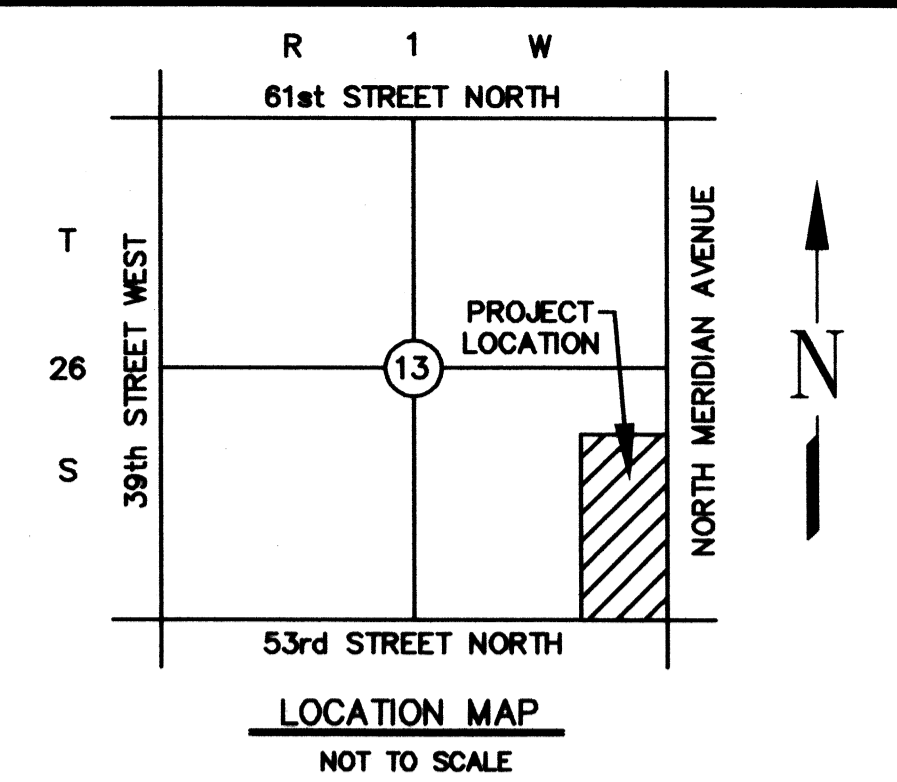 R 1 W
61st STREET NORTH
T
26
S
39th STREET WEST
NORTH MERIDIAN AVENUE
PROJECT
LOCATION
13
N
53rd STREET NORTH
LOCATION MAP
NOT TO SCALE